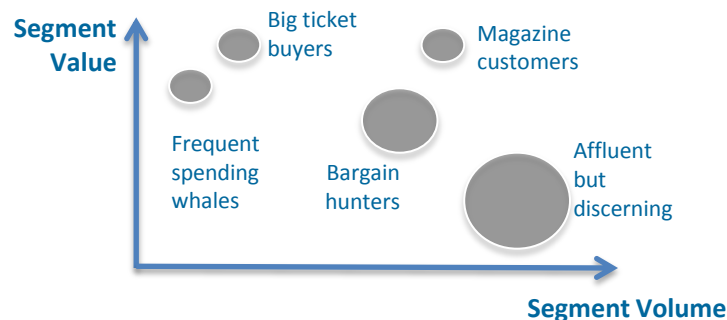 Segment
Value
Big ticket
buyers
Magazine
customers
Frequent
spending
whales
Bargain
hunters
Affluent
but
discerning
Segment Volume